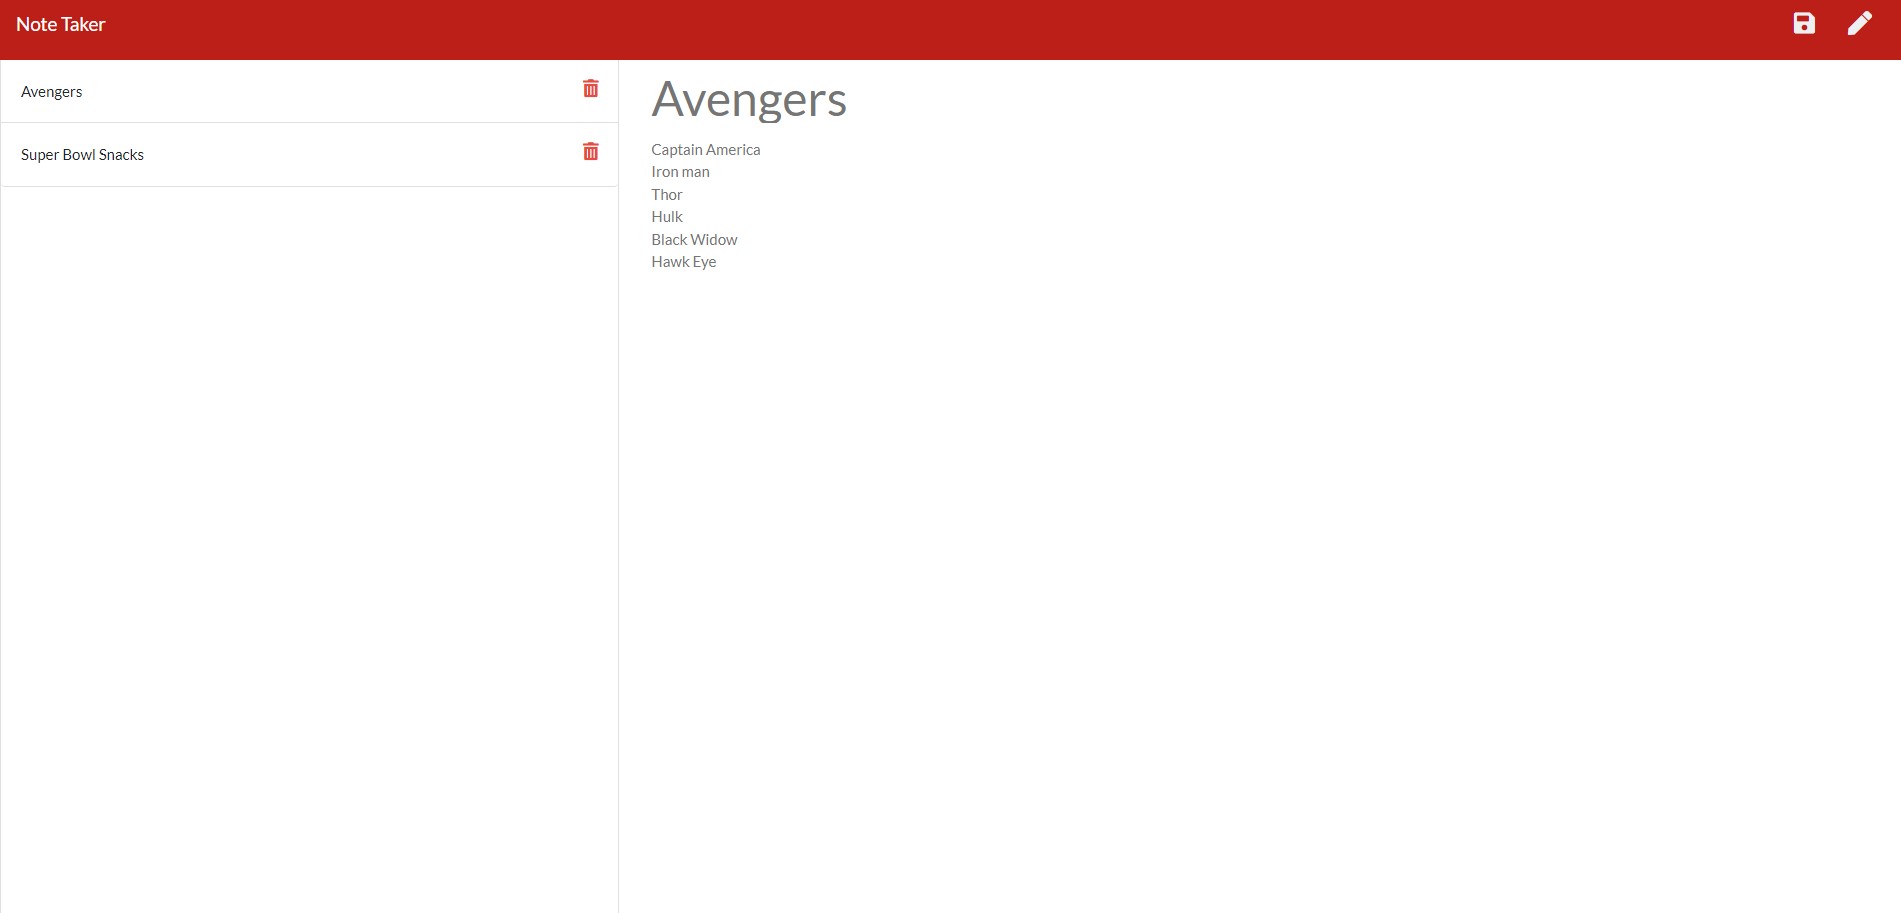 Note Taker
Avengers
Super Bowl Snacks
Avengers
Captain America
Iron man
Thor
Hulk
Black Widow
Hawk Eye